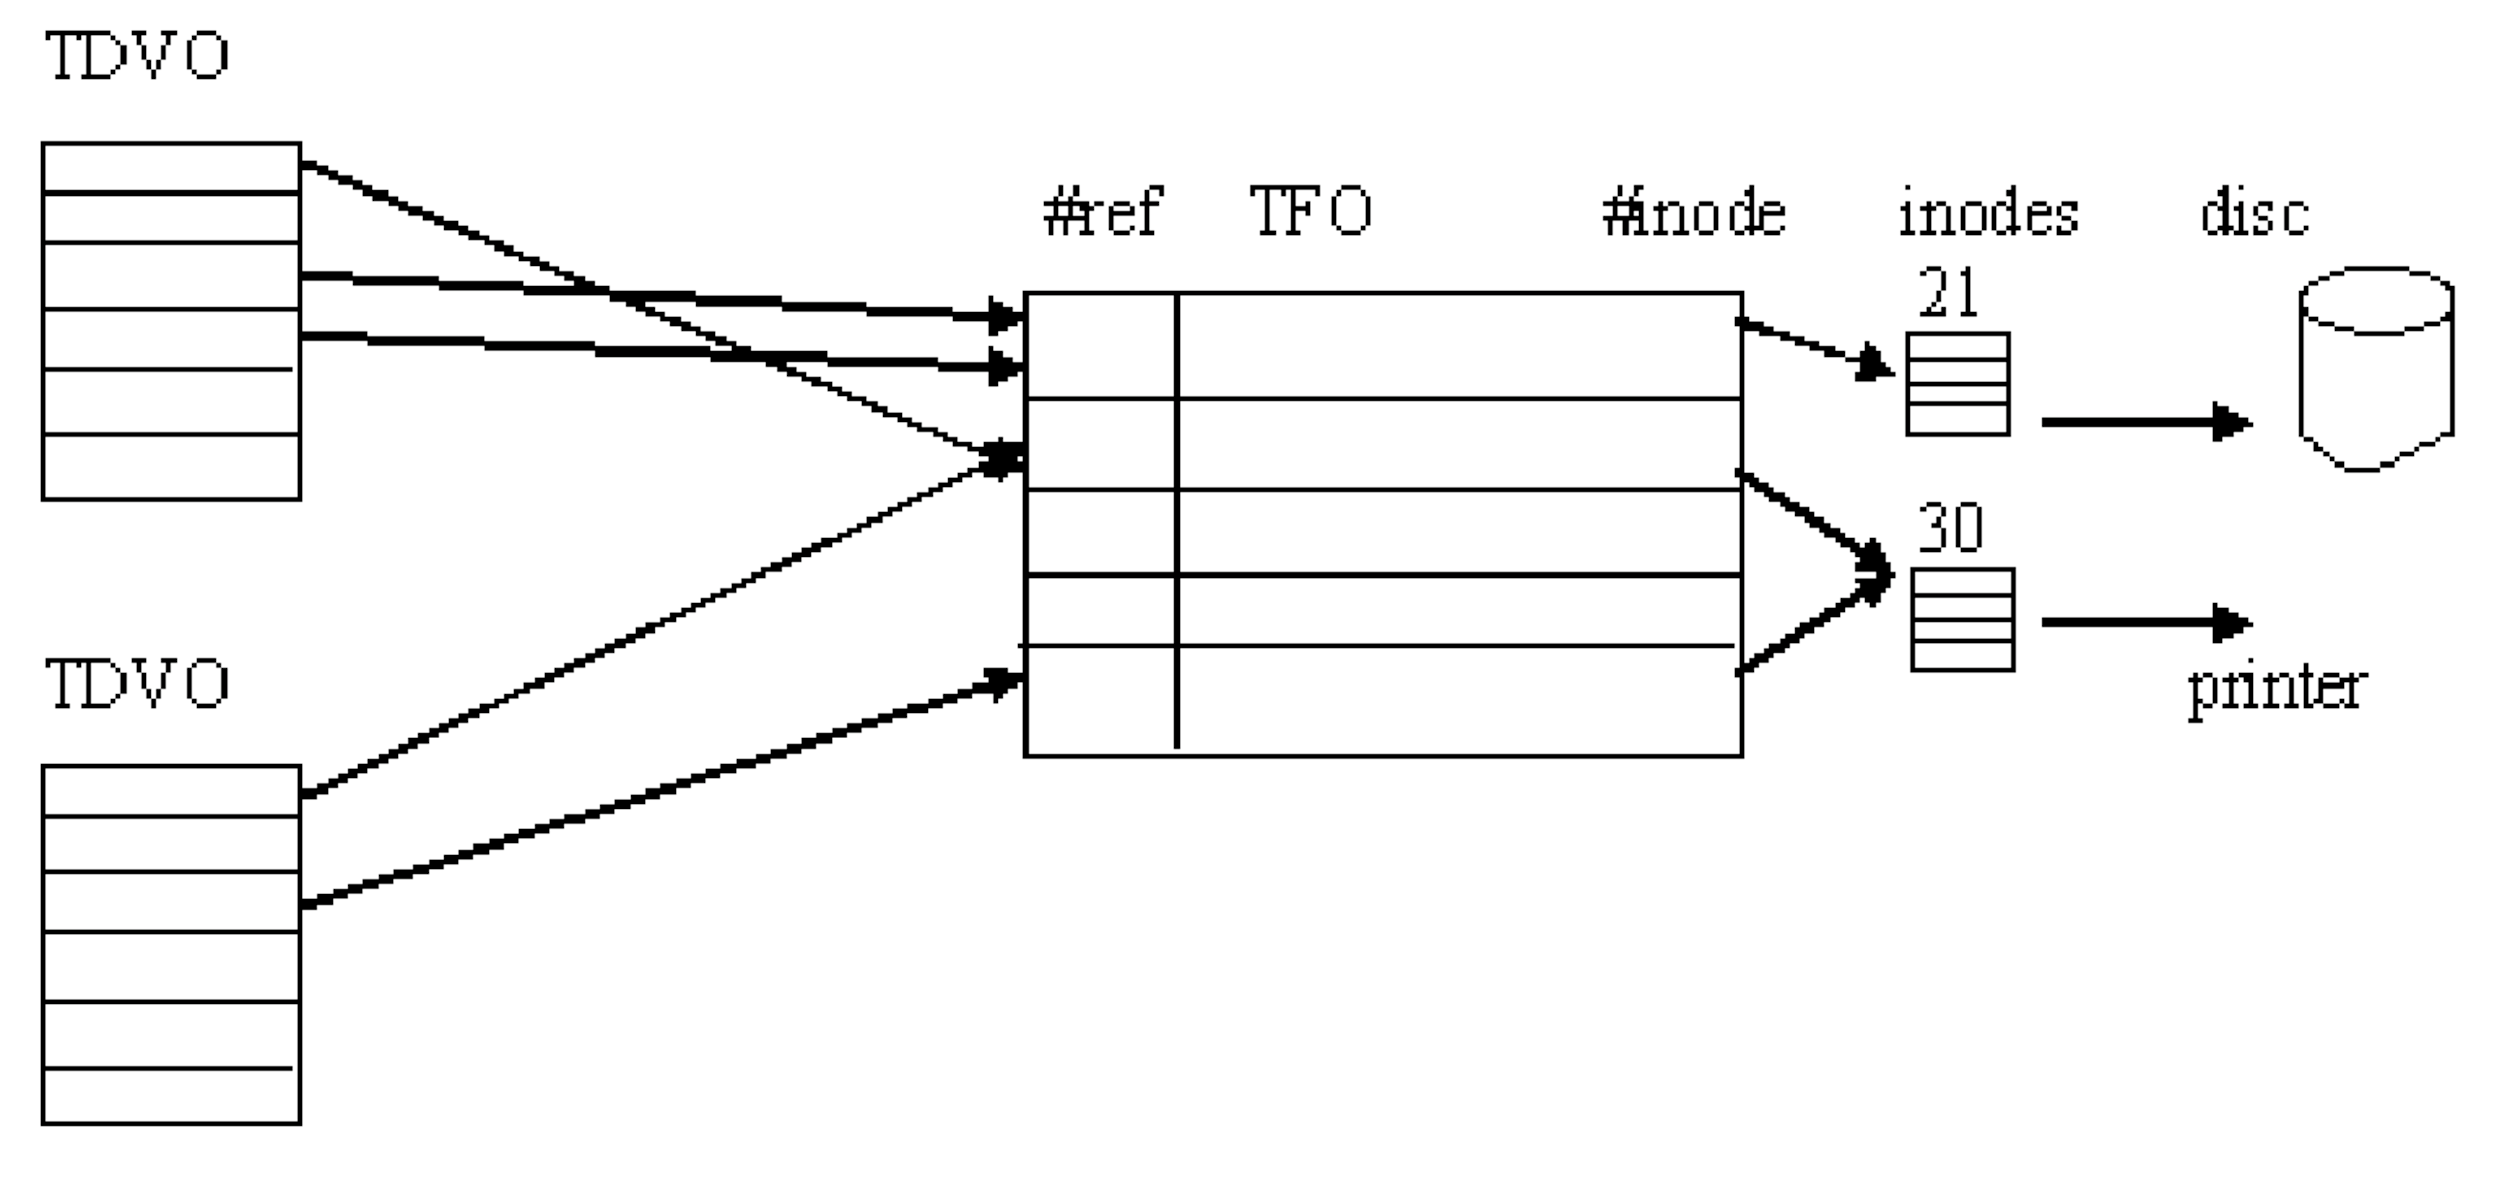 TDVO
#ref TFO #inode inodes disc
21
30
TDVO
printer